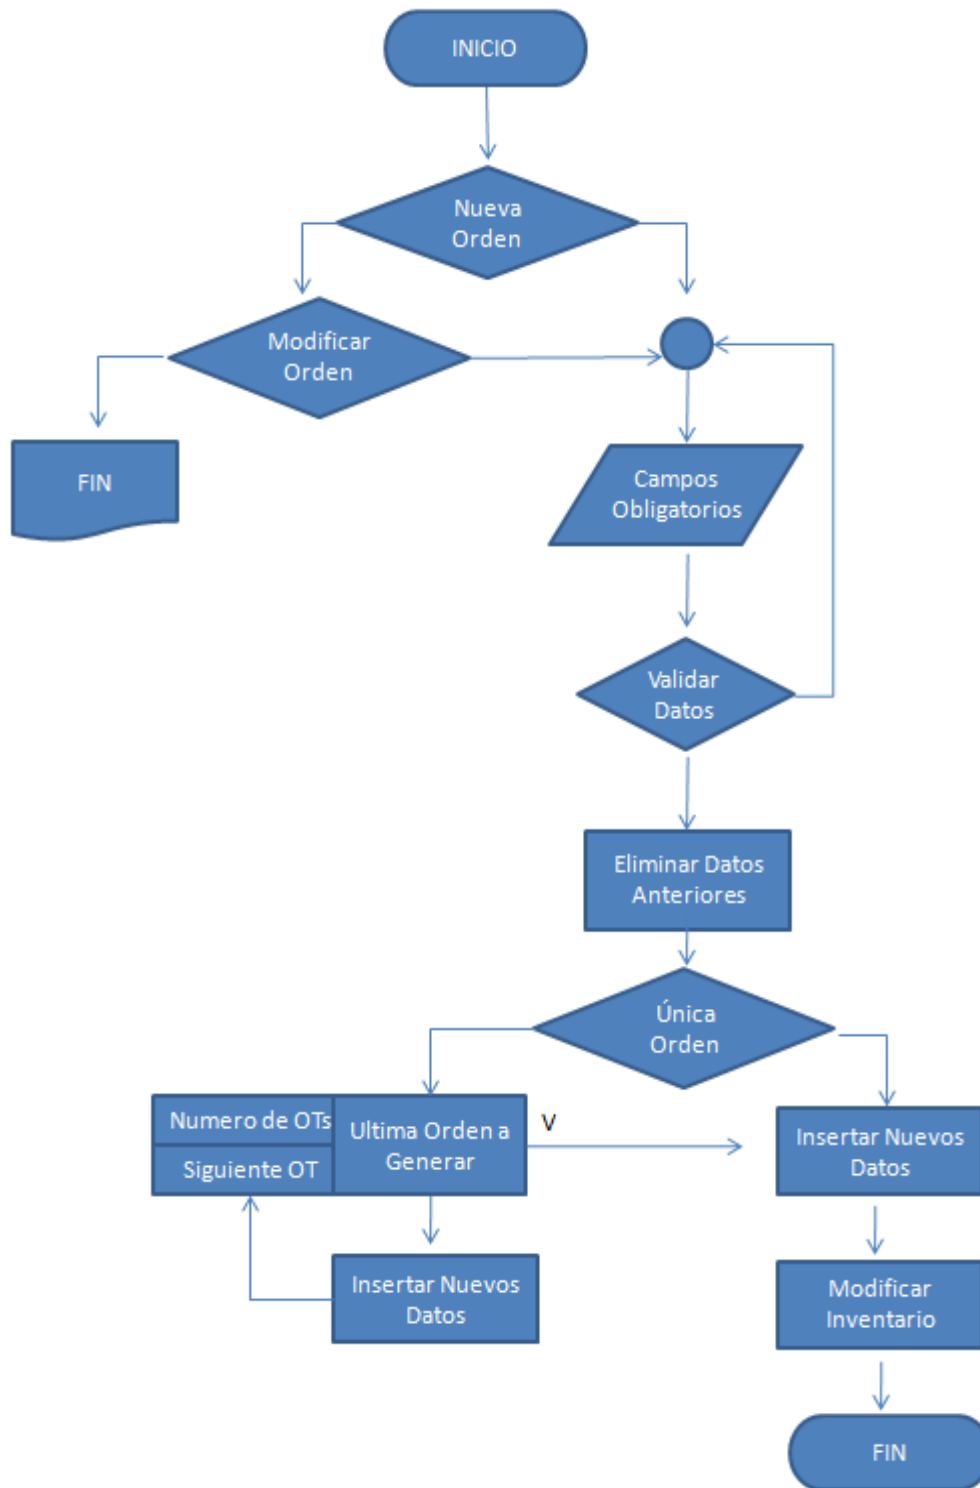 INICIO
Nueva
Orden
Modificar
Orden
FIN
Campos
Obligatorios
Validar
Datos
Eliminar Datos
Anteriores
Única
Orden
Numero de OTs
Siguiente OT
Ultima Orden a
Generar
V
Insertar Nuevos
Datos
Insertar Nuevos
Datos
Modificar
Inventario
FIN